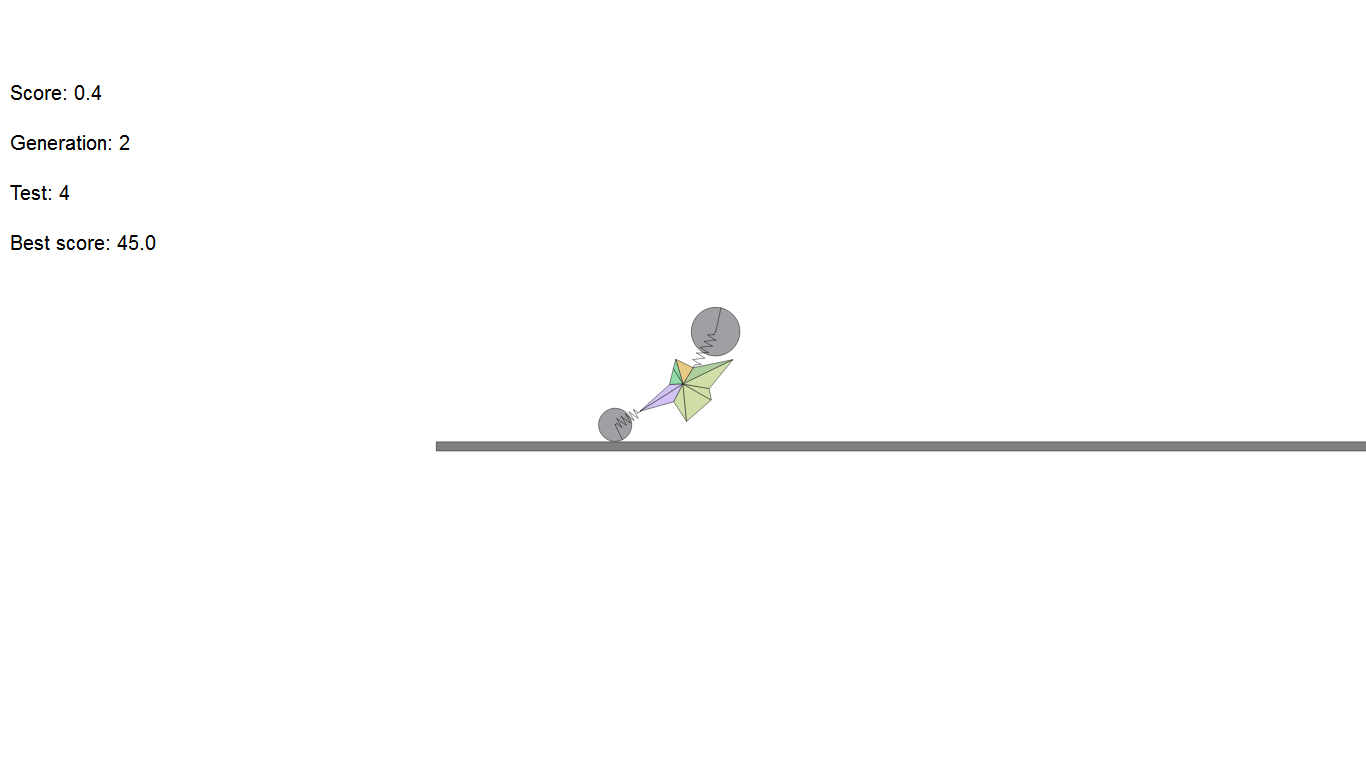 Score: 0.4
Generation: 2
Test: 4
Best score: 45.0